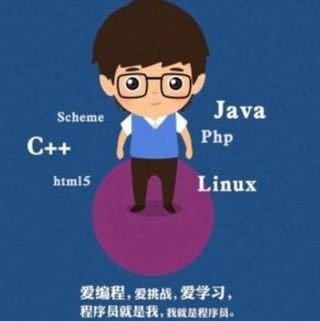 Scheme
Java
C++
Php
html5
Linux
爱编程，爱挑战，爱学习，
程序员就是我，我就是程序员。